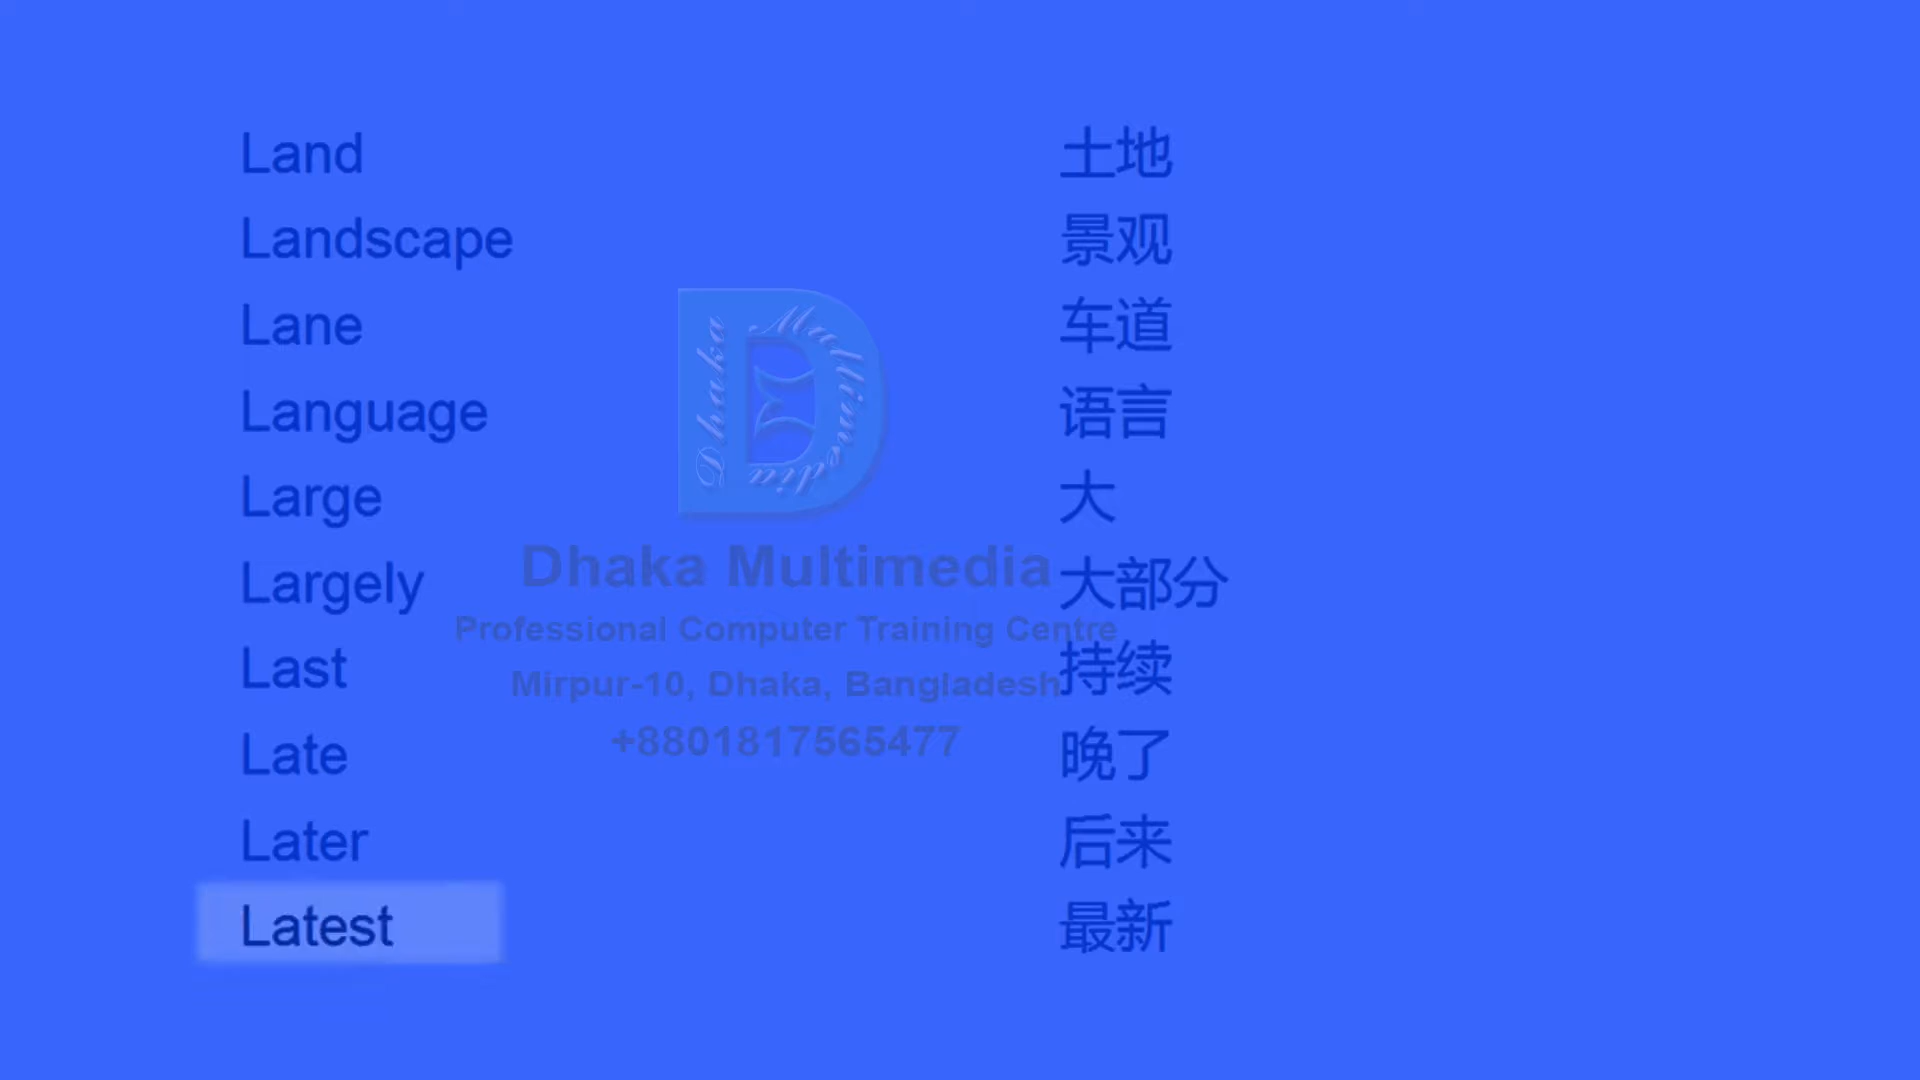 Land 土地
Landscape 景观
Lane 车道
Language 语言
Large 大
Largely 大部分
Last 持续
Late 晚了
Later 后来
Latest 最新
Dhaka Multimedia
Dhaka Multimedia
Professional Computer Training Centre
Mirpur-10, Dhaka, Bangladesh
+8801817565477